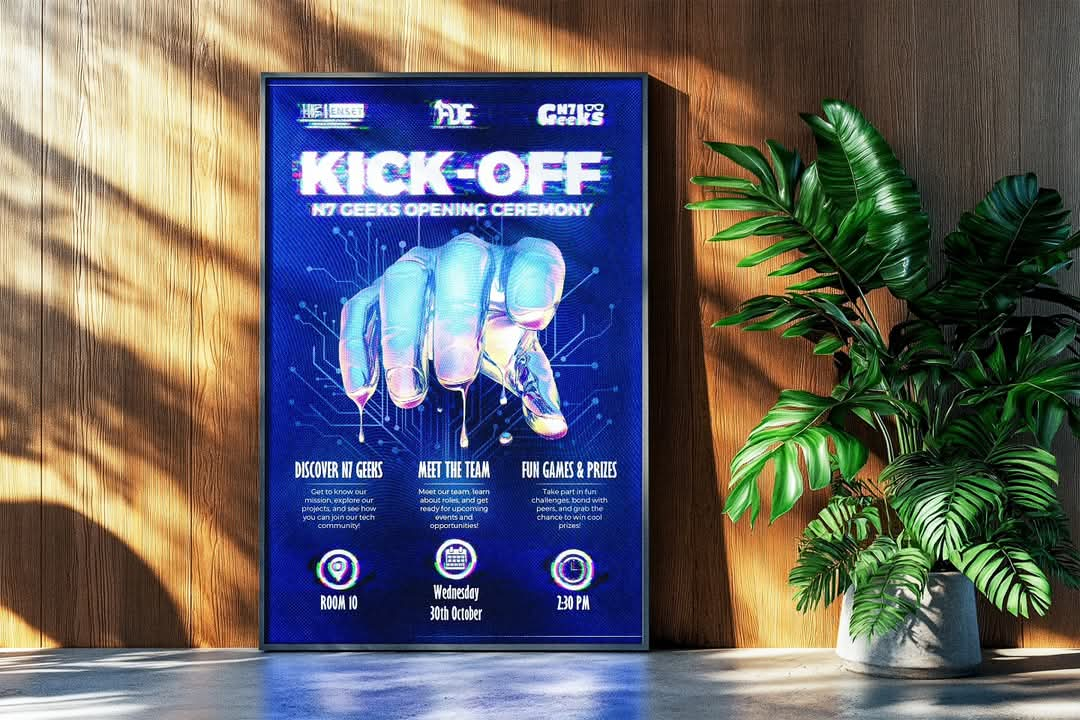 ENSET
ADE
N7 Geeks
KICK-OFF
N7 GEEKS OPENING CEREMONY
DISCOVER N7 GEEKS
MEET THE TEAM
FUN GAMES & PRIZES
Get to know our
mission, explore our
projects, and see how
you can join our tech
community!
Meet our team, learn
about roles, and get
ready for upcoming
events and
opportunities!
Take part in fun
challenges, bond with
peers, and grab the
chance to win cool
prizes!
ROOM 10
Wednesday
30th October
2:30 PM